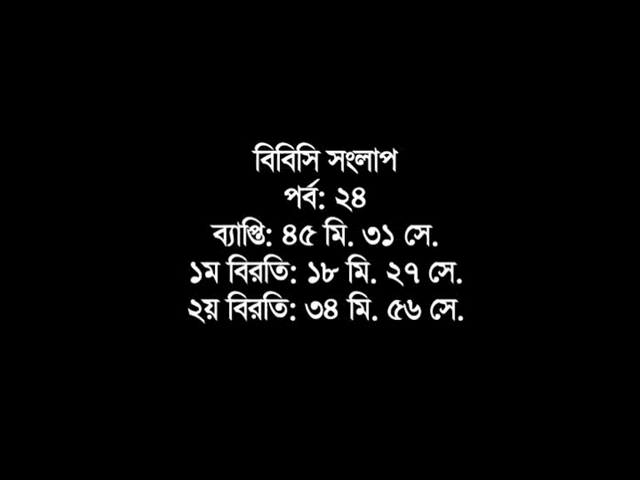 বিবিসি সংলাপ
পর্ব: ২৪
ব্যাপ্তি: ৪৫ মি. ৩১ সে.
১ম বিরতি: ১৮ মি. ২৭ সে.
২য় বিরতি: ৩৪ মি. ৫৬ সে.